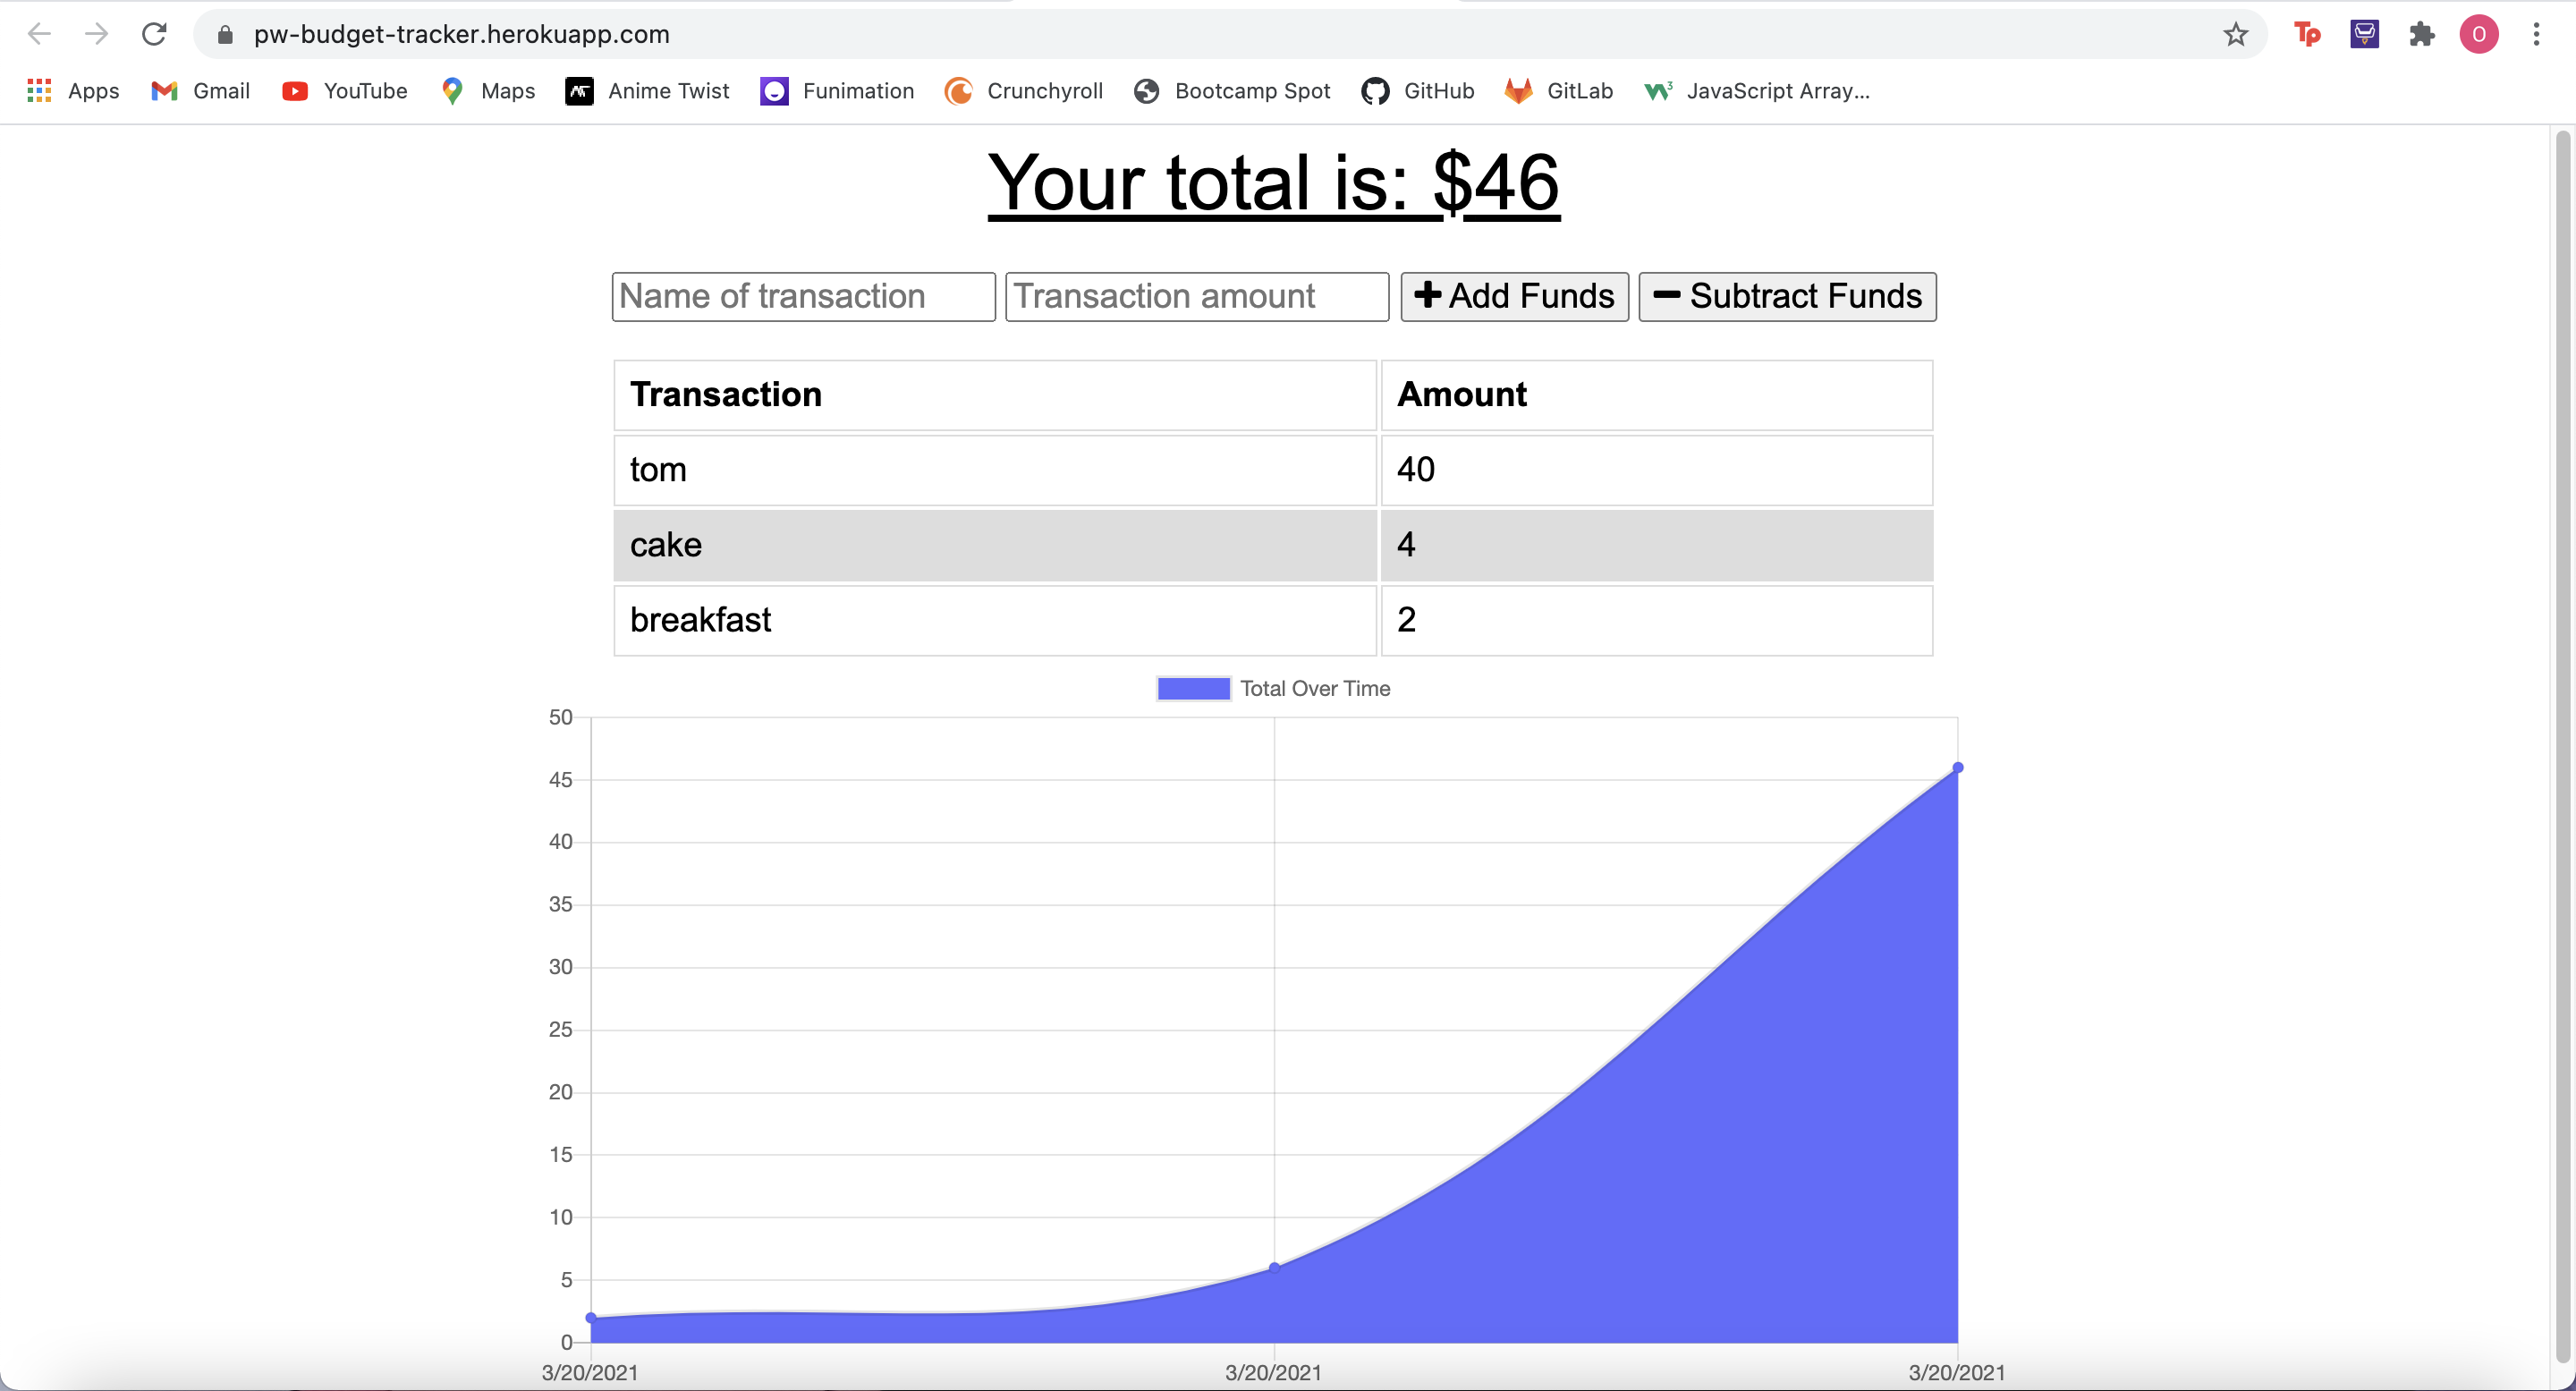 pw-budget-tracker.herokuapp.com
Tp
O
Apps Gmail YouTube Maps Anime Twist Funimation Crunchyroll Bootcamp Spot GitHub GitLab JavaScript Array...
Your total is: $46
Name of transaction Transaction amount Add Funds Subtract Funds
Transaction Amount
tom 40
cake 4
breakfast 2
Total Over Time
50
45
40
35
30
25
20
15
10
5
0
3/20/2021 3/20/2021 3/20/2021